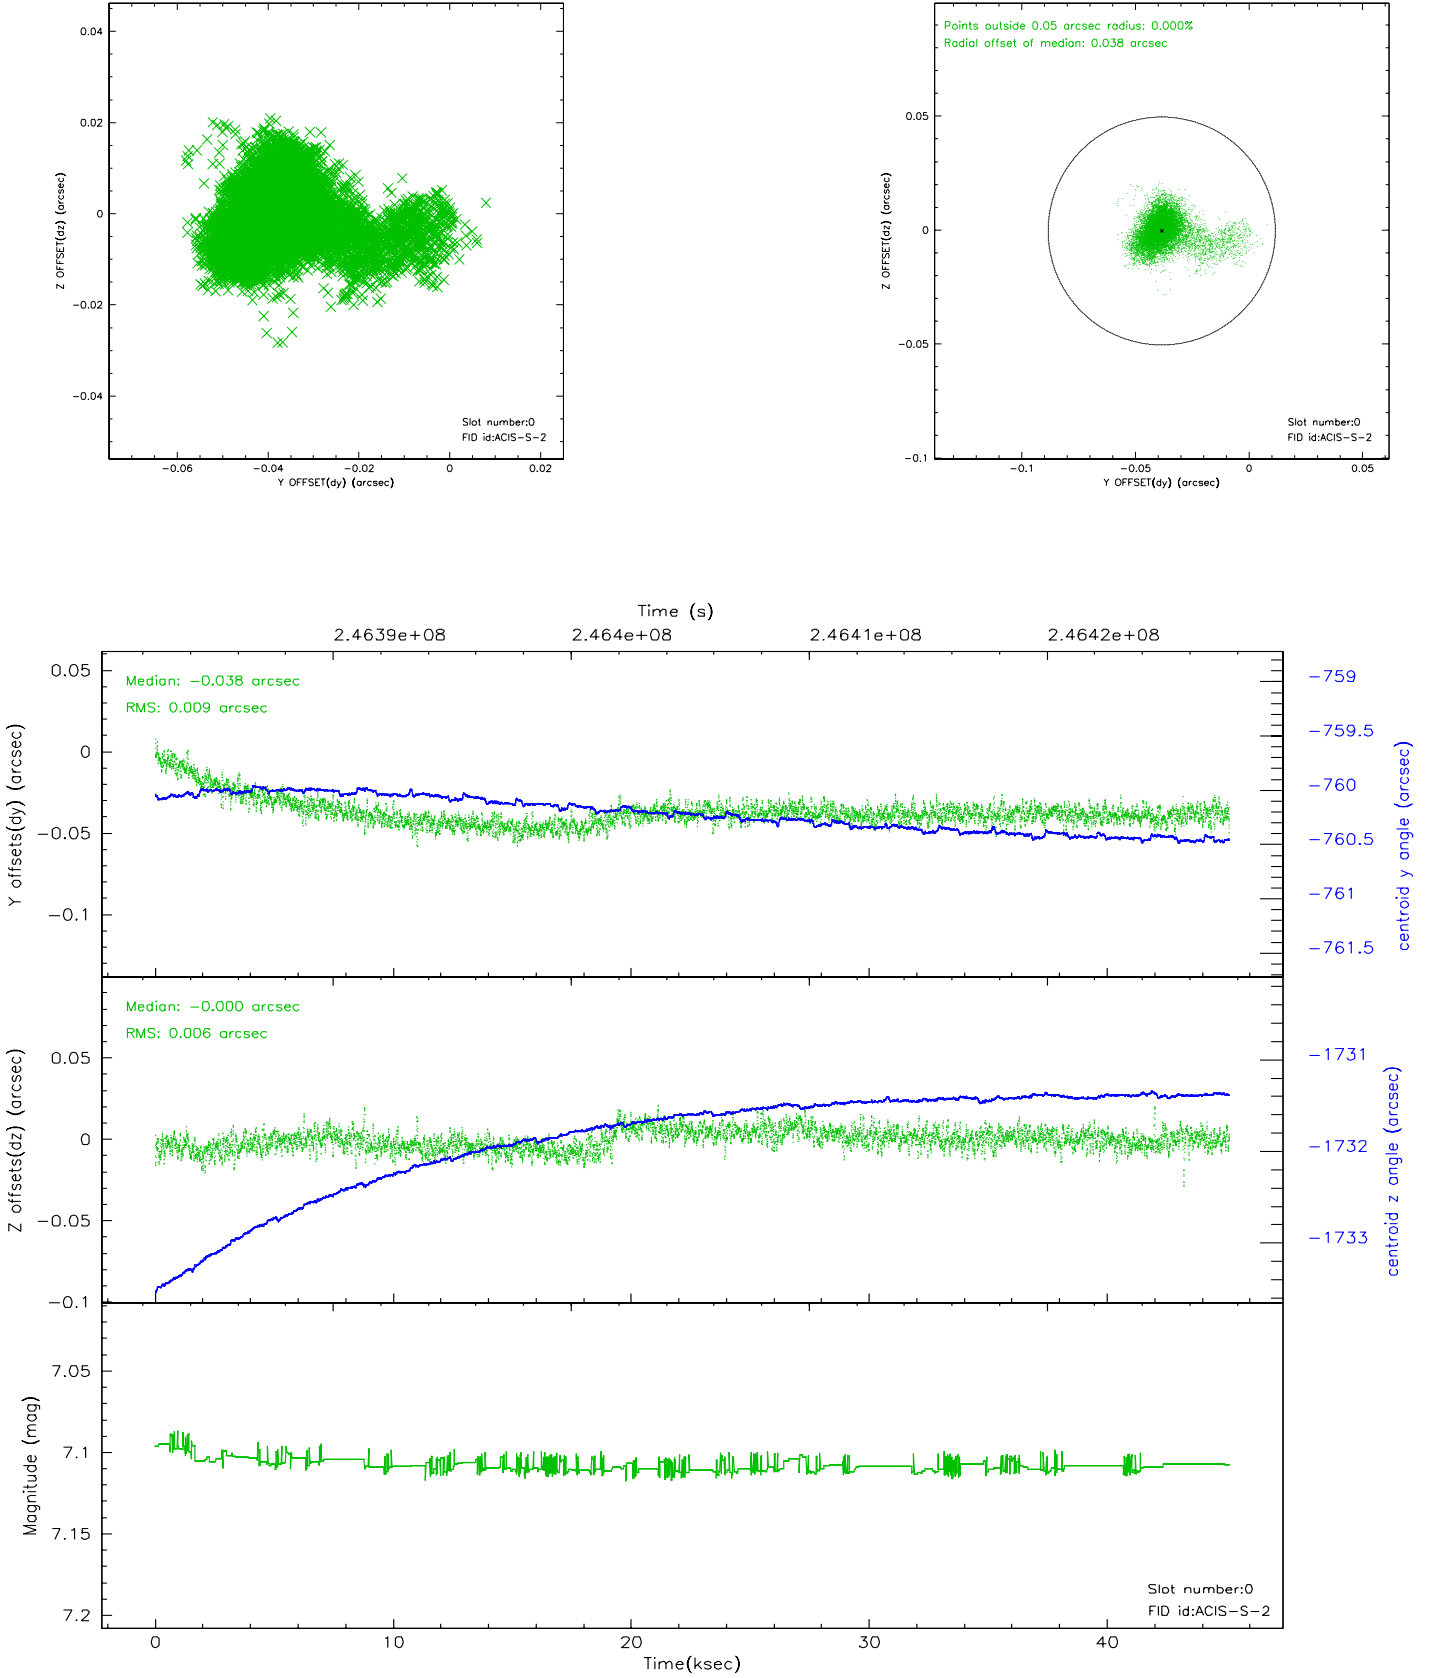 0.04
0.02
0
-0.02
-0.04
Z OFFSET(dz) (arcsec)
Slot number:0
FID id:ACIS-S-2
-0.06 -0.04 -0.02 0 0.02
Y OFFSET(dy) (arcsec)
Points outside 0.05 arcsec radius: 0.000%
Radial offset of median: 0.038 arcsec
0.05
0
-0.05
-0.1
Z OFFSET(dz) (arcsec)
Slot number:0
FID id:ACIS-S-2
-0.1 -0.05 0 0.05
Y OFFSET(dy) (arcsec)
Time (s)
2.4639e+08 2.464e+08 2.4641e+08 2.4642e+08
0.05
0
-0.05
-0.1
Y offsets(dy) (arcsec)
Median: -0.038 arcsec
RMS: 0.009 arcsec
-759
-759.5
-760
-760.5
-761
-761.5
centroid y angle (arcsec)
0.05
0
-0.05
-0.1
Z offsets(dz) (arcsec)
Median: -0.000 arcsec
RMS: 0.006 arcsec
-1731
-1732
-1733
centroid z angle (arcsec)
7.05
7.1
7.15
7.2
Magnitude (mag)
Slot number:0
FID id:ACIS-S-2
0 10 20 30 40
Time(ksec)